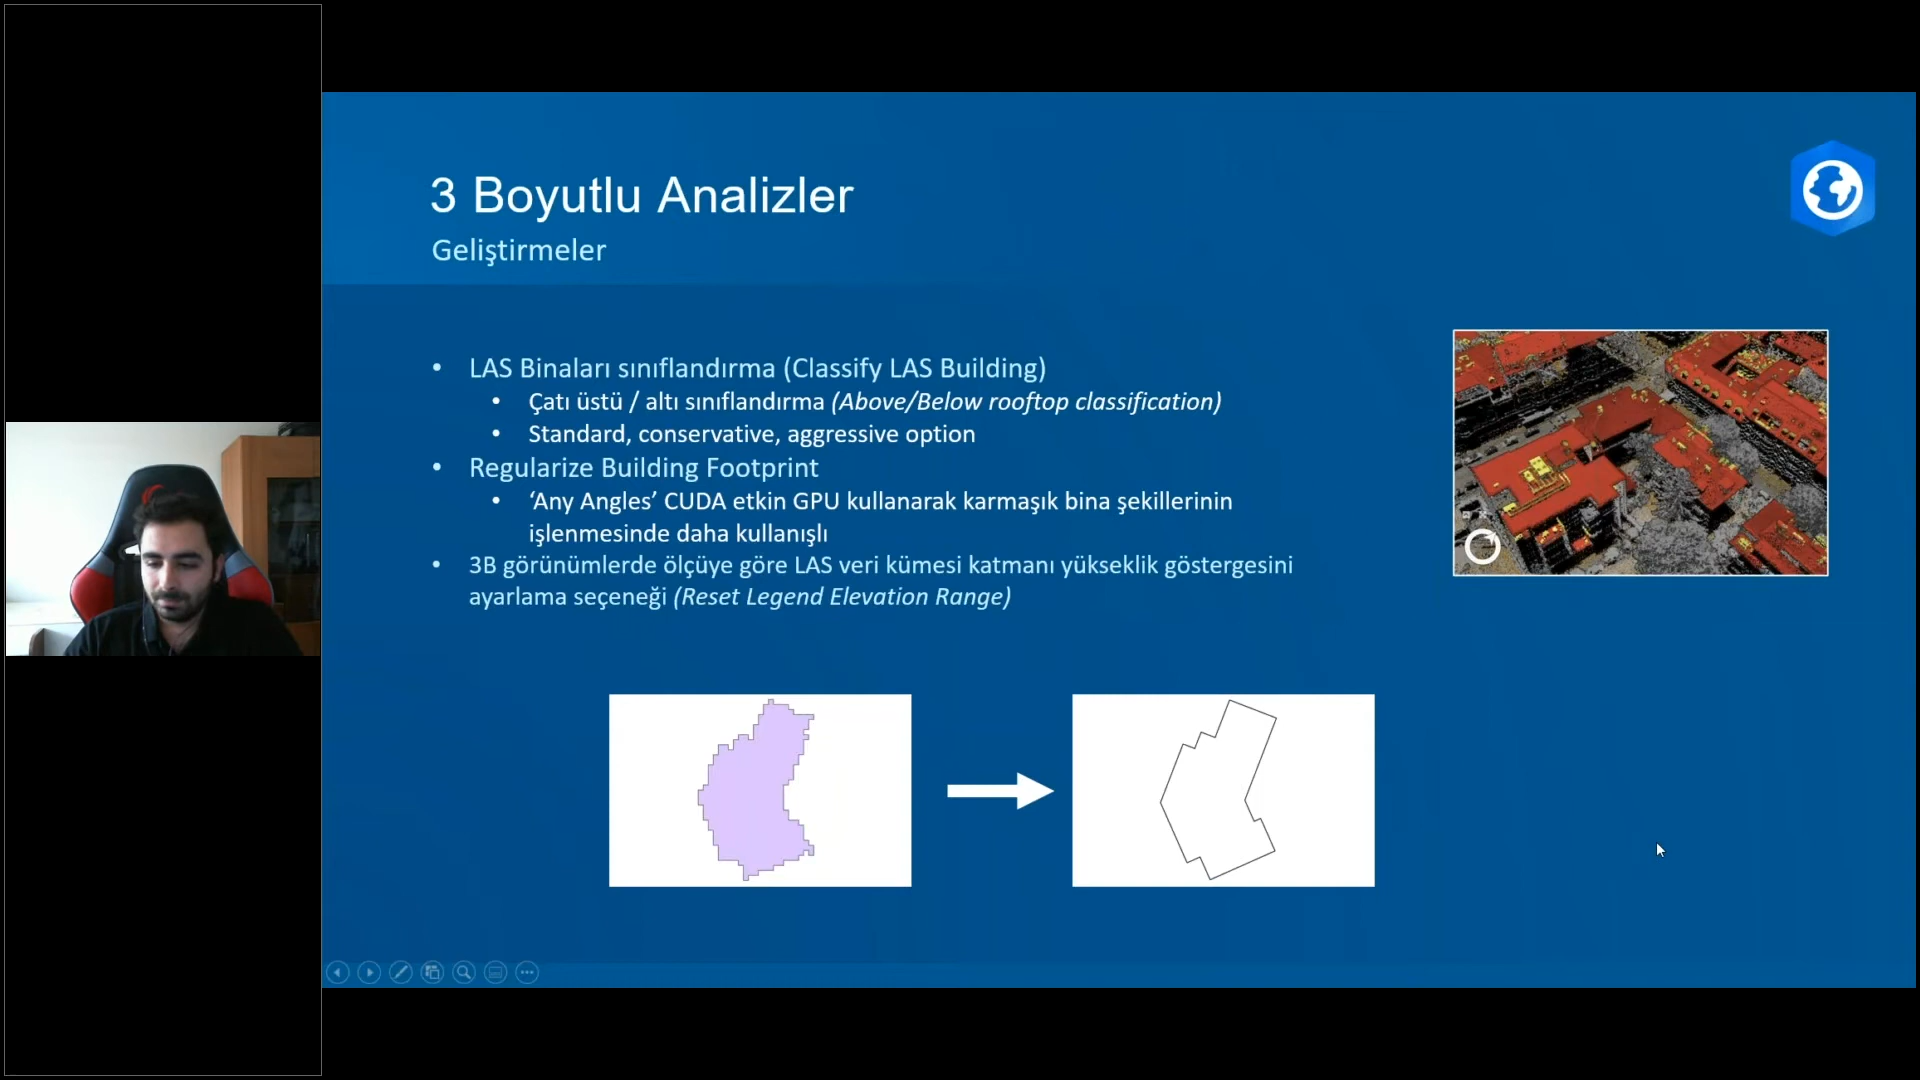 3 Boyutlu Analizler
Geliştirmeler
• LAS Binaları sınıflandırma (Classify LAS Building)
• Çatı üstü / altı sınıflandırma (Above/Below rooftop classification)
• Standard, conservative, aggressive option
• Regularize Building Footprint
• ‘Any Angles’ CUDA etkin GPU kullanarak karmaşık bina şekillerinin
işlenmesinde daha kullanışlı
• 3B görünümlerde ölçüye göre LAS veri kümesi katmanı yükseklik göstergesini
ayarlama seçeneği (Reset Legend Elevation Range)